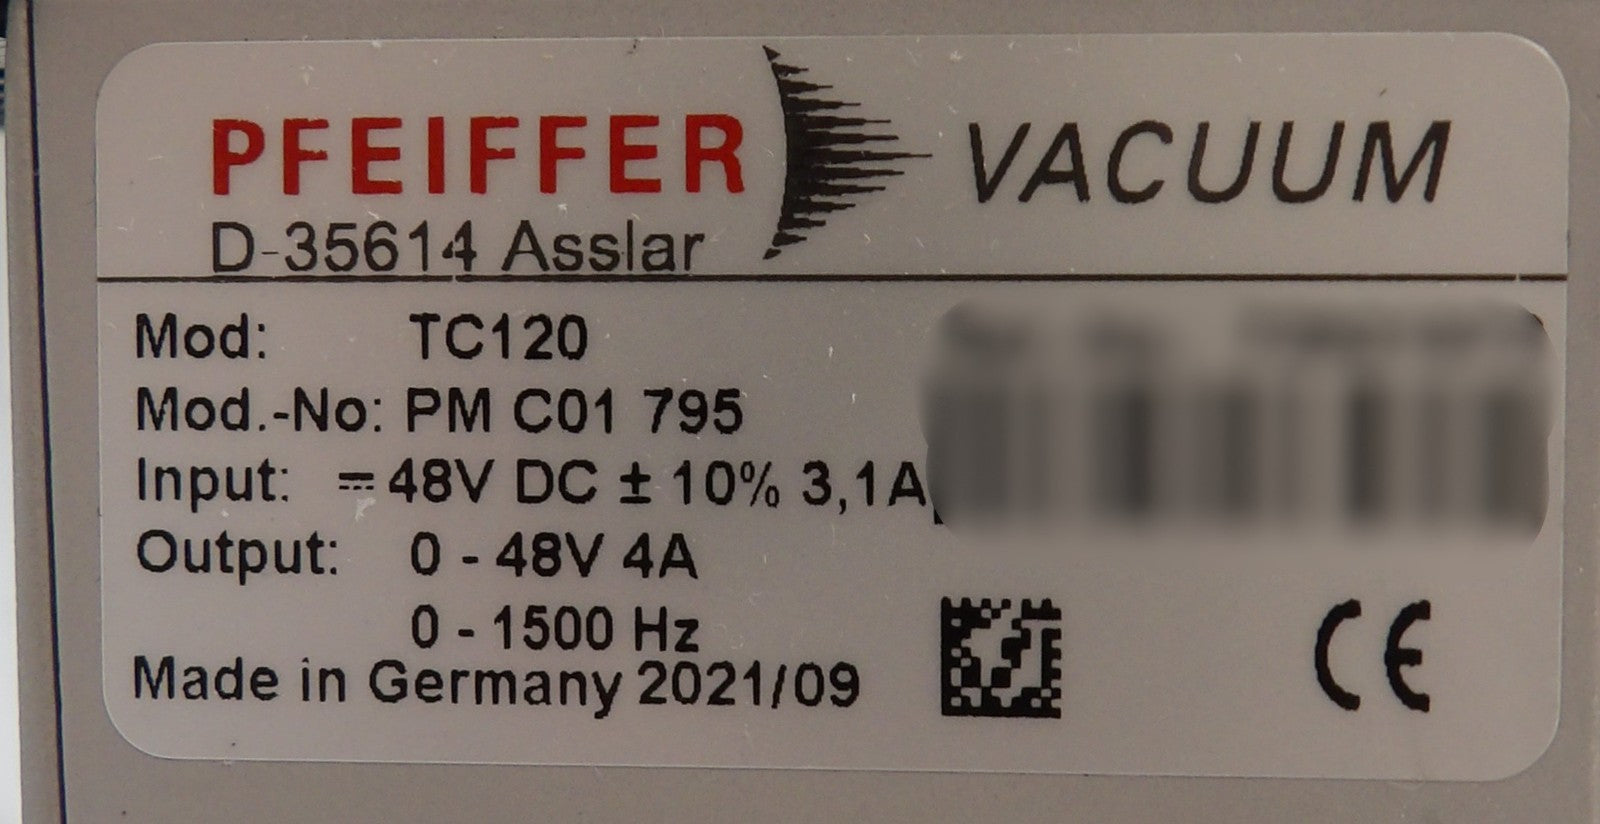 PFEIFFER VACUUM
D-35614 Asslar
Mod: TC120
Mod.-No: PM C01 795
Input: ⎓ 48V DC ± 10% 3,1A
Output: 0 - 48V 4A
0 - 1500 Hz
Made in Germany 2021/09
CE